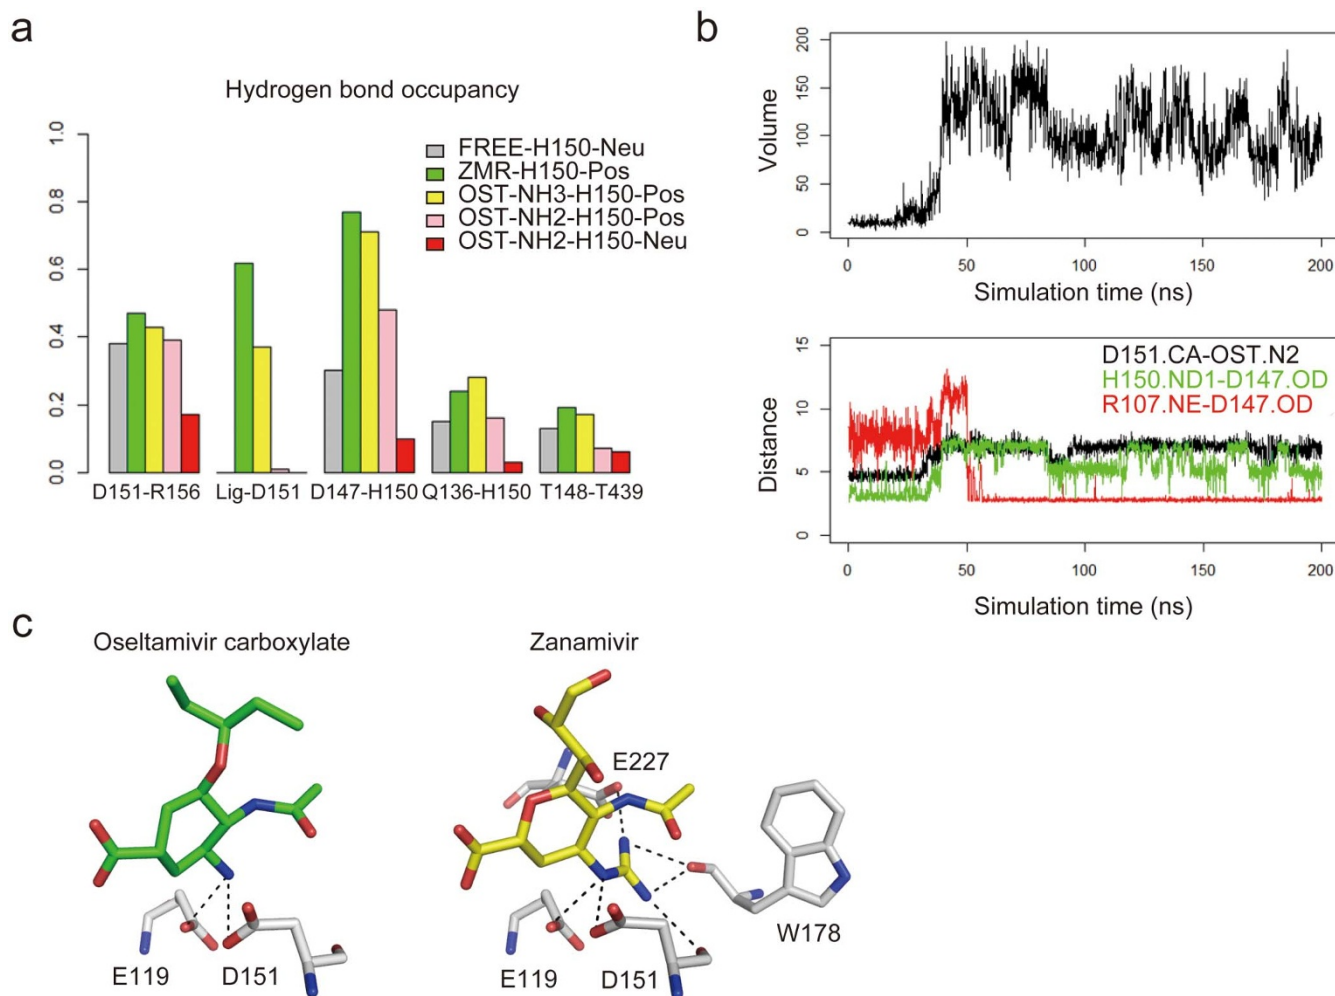 a
Hydrogen bond occupancy
1.0
0.8
0.6
0.4
0.2
0.0
FREE-H150-Neu
ZMR-H150-Pos
OST-NH3-H150-Pos
OST-NH2-H150-Pos
OST-NH2-H150-Neu
D151-R156 Lig-D151 D147-H150 Q136-H150 T148-T439
b
Volume
200
150
100
50
0
0 50 100 150 200
Simulation time (ns)
Distance
15
10
5
0
D151.CA-OST.N2
H150.ND1-D147.OD
R107.NE-D147.OD
0 50 100 150 200
Simulation time (ns)
c
Oseltamivir carboxylate
E119 D151
Zanamivir
E227
W178
E119 D151